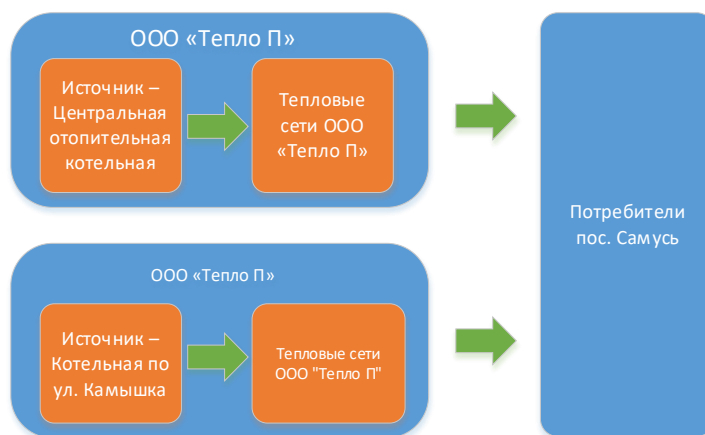 ООО «Тепло П»
Источник –
Центральная
отопительная
котельная
Тепловые
сети ООО
«Тепло П»
Потребители
пос. Самусь
ООО «Тепло П»
Источник –
Котельная по
ул. Камышка
Тепловые сети
ООО "Тепло П"